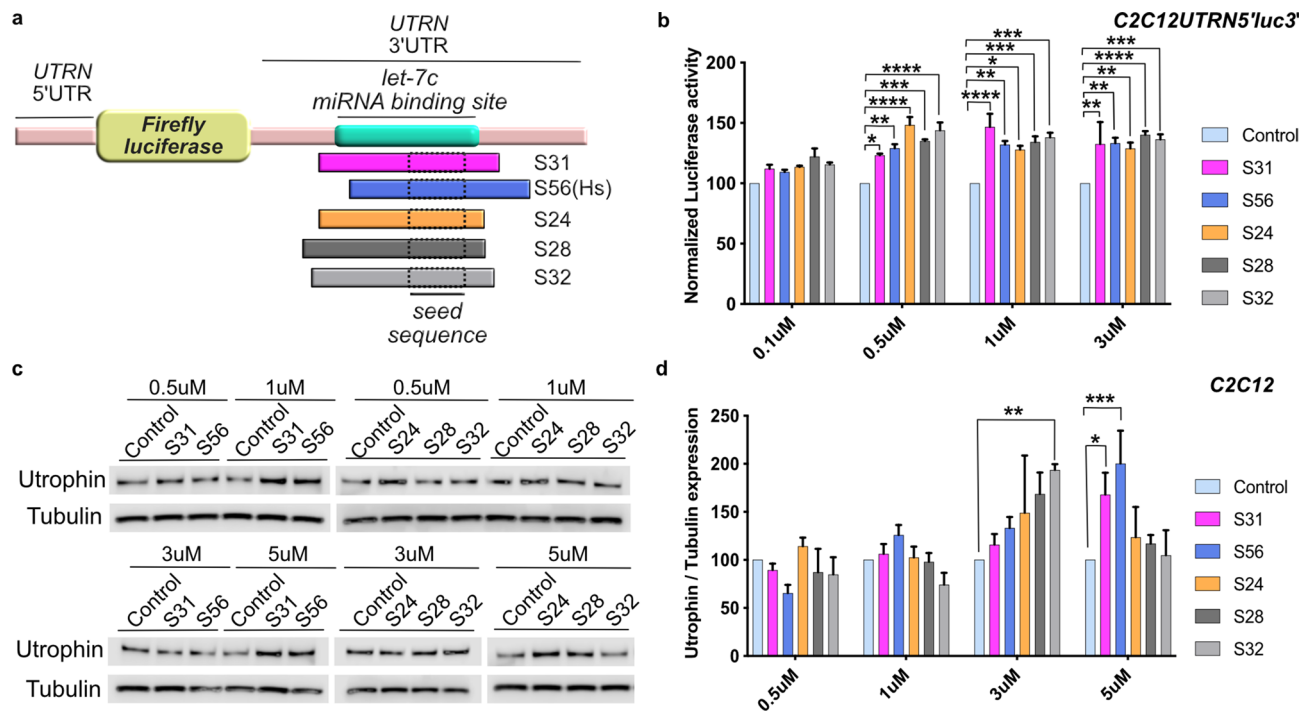 a
UTRN
3'UTR
UTRN
5'UTR
let-7c
miRNA binding site
Firefly
luciferase
S31
S56(Hs)
S24
S28
S32
seed
sequence
b
C2C12UTRN5'luc3'
Normalized Luciferase activity
200
150
100
50
0
**** *** **** ** *
*** *** * ** ****
*** **** ** ** **
0.1uM 0.5uM 1uM 3uM
Control
S31
S56
S24
S28
S32
c
0.5uM 1uM 0.5uM 1uM
Control S31 S56 Control S31 S56 Control S24 S28 S32 Control S24 S28 S32
Utrophin
Tubulin
3uM 5uM 3uM 5uM
Control S31 S56 Control S31 S56 Control S24 S28 S32 Control S24 S28 S32
Utrophin
Tubulin
d
C2C12
Utrophin / Tubulin expression
250
200
150
100
50
0
** *** *
0.5uM 1uM 3uM 5uM
Control
S31
S56
S24
S28
S32